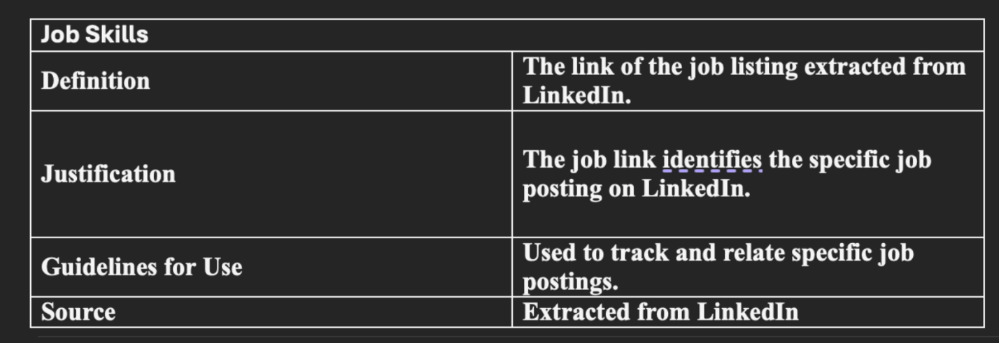 Job Skills
Definition
The link of the job listing extracted from
LinkedIn.
Justification
The job link identifies the specific job
posting on LinkedIn.
Guidelines for Use
Used to track and relate specific job
postings.
Source
Extracted from LinkedIn